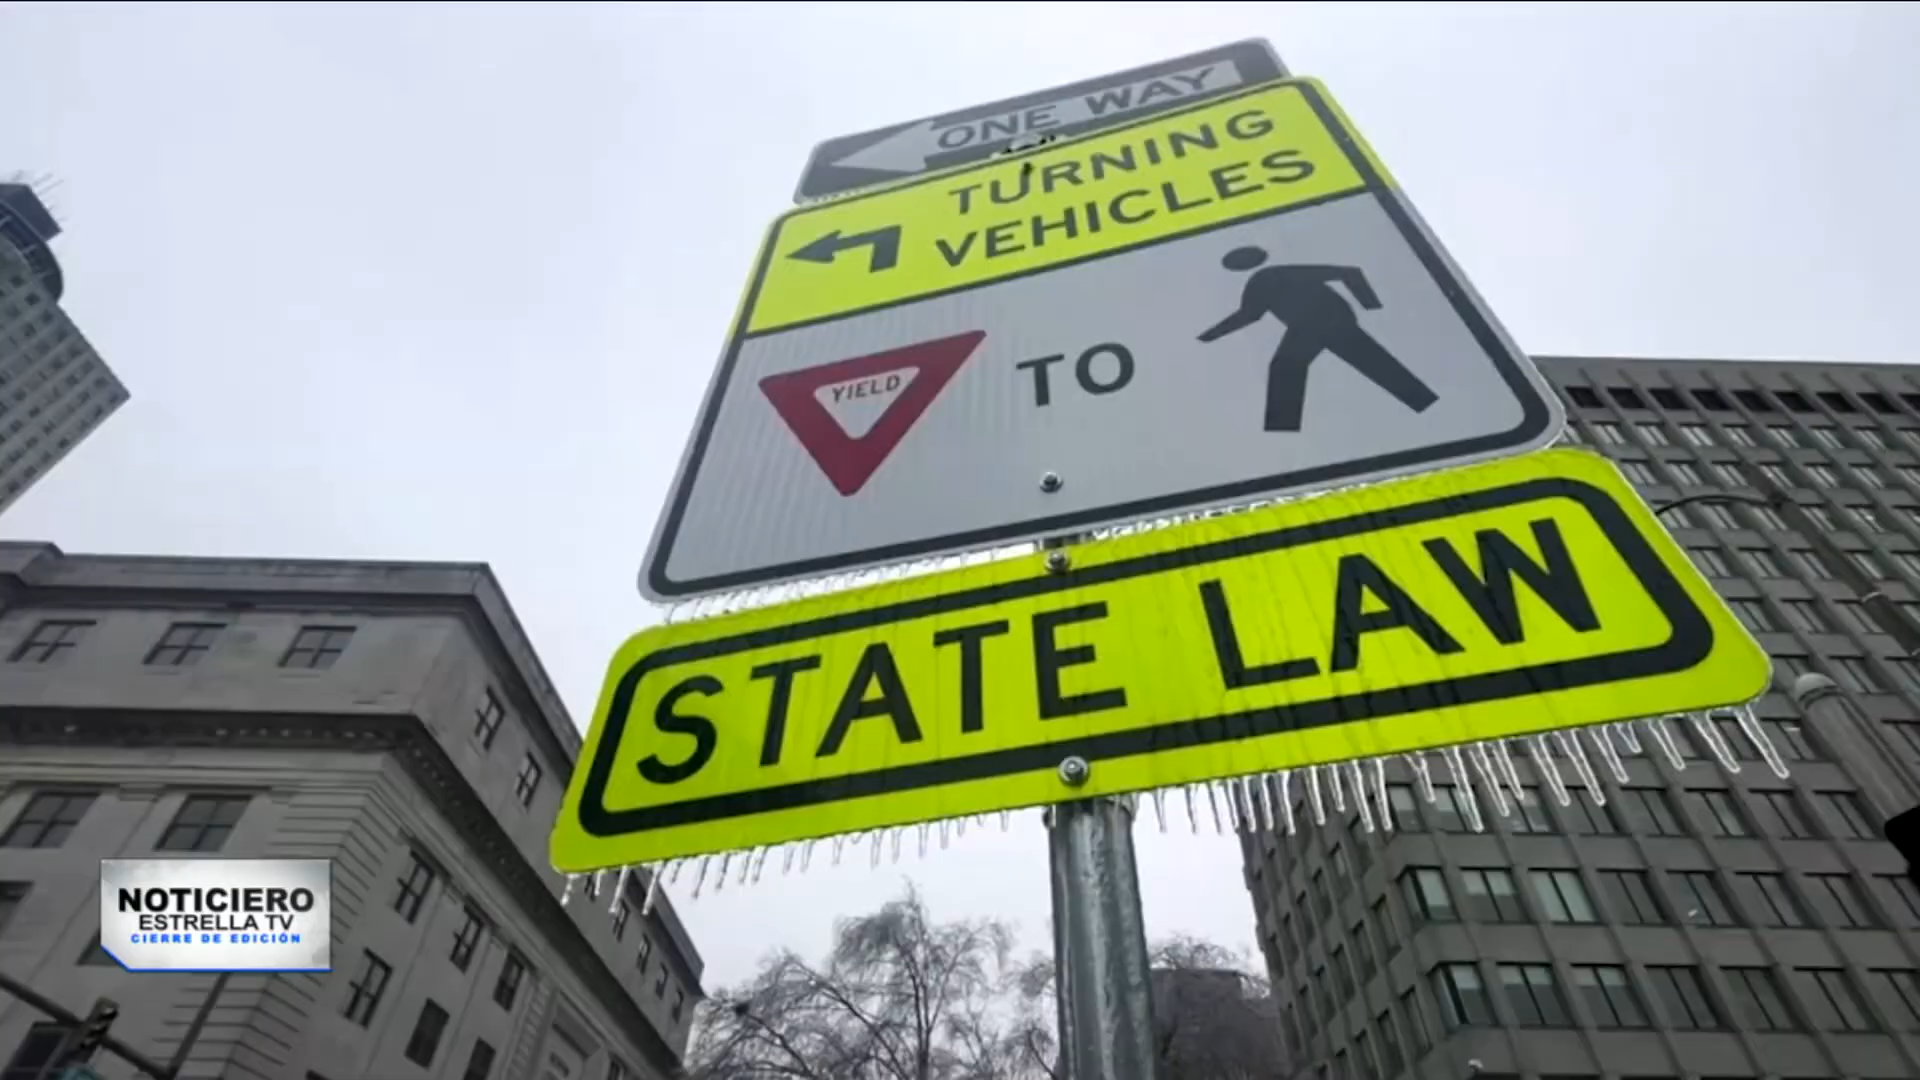 ONE WAY
TURNING
VEHICLES
YIELD
TO
STATE LAW
NOTICIERO
ESTRELLA TV
CIERRE DE EDICIÓN